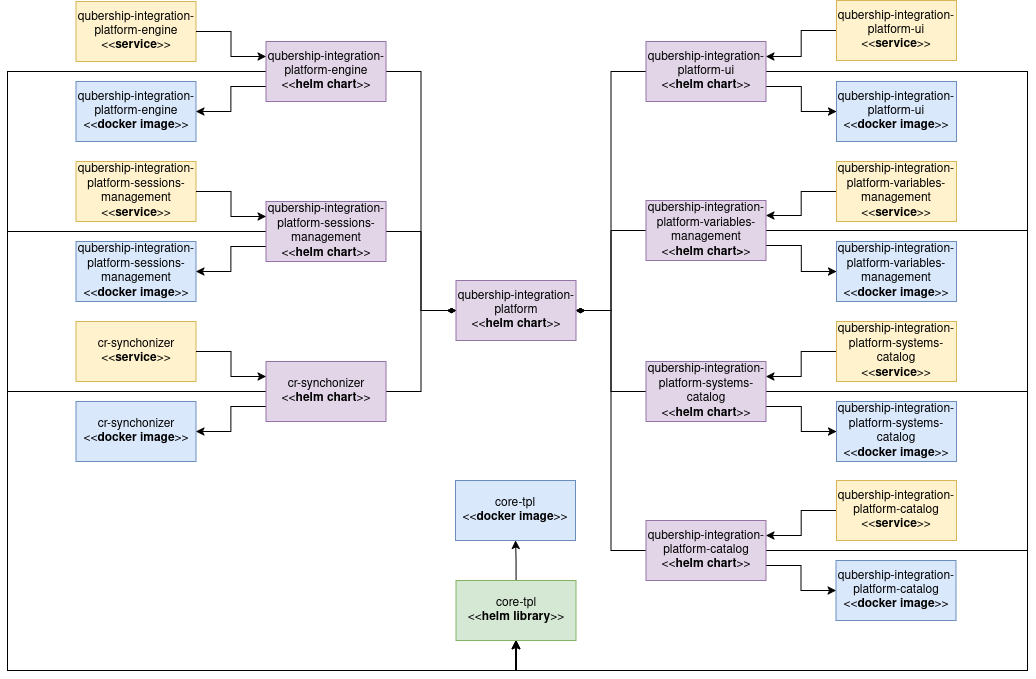 qubership-integration-
platform-engine
<<service>>
qubership-integration-
platform-engine
<<helm chart>>
qubership-integration-
platform-engine
<<docker image>>
qubership-integration-
platform-sessions-
management
<<service>>
qubership-integration-
platform-sessions-
management
<<helm chart>>
qubership-integration-
platform-sessions-
management
<<docker image>>
cr-synchonizer
<<service>>
cr-synchonizer
<<helm chart>>
cr-synchonizer
<<docker image>>
qubership-integration-
platform
<<helm chart>>
core-tpl
<<docker image>>
core-tpl
<<helm library>>
qubership-integration-
platform-ui
<<service>>
qubership-integration-
platform-ui
<<helm chart>>
qubership-integration-
platform-ui
<<docker image>>
qubership-integration-
platform-variables-
management
<<service>>
qubership-integration-
platform-variables-
management
<<helm chart>>
qubership-integration-
platform-variables-
management
<<docker image>>
qubership-integration-
platform-systems-
catalog
<<service>>
qubership-integration-
platform-systems-
catalog
<<helm chart>>
qubership-integration-
platform-systems-
catalog
<<docker image>>
qubership-integration-
platform-catalog
<<service>>
qubership-integration-
platform-catalog
<<helm chart>>
qubership-integration-
platform-catalog
<<docker image>>